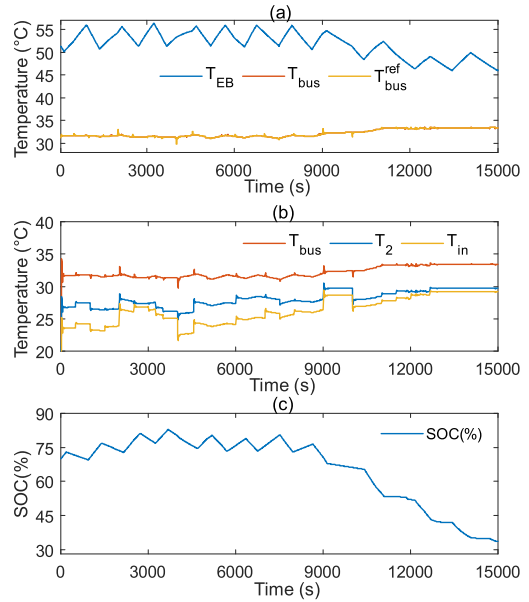 (a)
Temperature (°C)
55
50
45
40
35
30
T_EB T_bus T_bus^ref
0 3000 6000 9000 12000 15000
Time (s)
(b)
Temperature (°C)
40
35
30
25
20
T_bus T_2 T_in
0 3000 6000 9000 12000 15000
Time (s)
(c)
SOC(%)
90
75
60
45
30
SOC(%)
0 3000 6000 9000 12000 15000
Time (s)